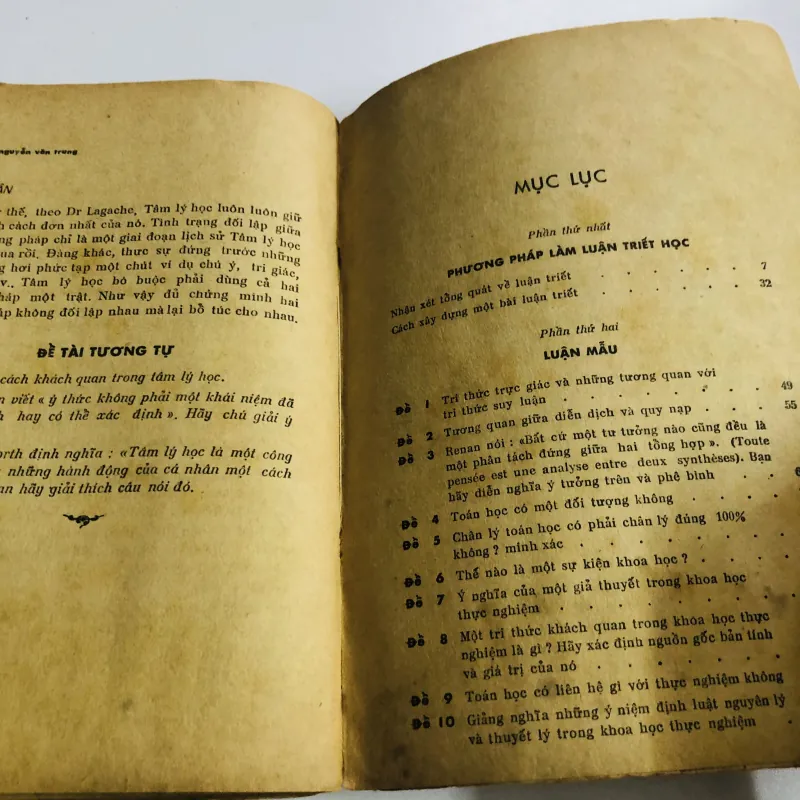 nguyễn văn trung
thế, theo Dr Lagache, Tâm lý học luôn luôn giữ
cách đơn nhất của nó. Tình trạng đối lập giữa
pháp chỉ là một giai đoạn lịch sử Tâm lý học
rồi. Đàng khác, thực sự đứng trước những
hơi phức tạp một chút ví dụ chú ý, tri giác,
v.. Tâm lý học bó buộc phải dùng cả hai
một trật. Như vậy đủ chứng minh hai
không đối lập nhau mà lại bổ túc cho nhau.
ĐỀ TÀI TƯƠNG TỰ
cách khách quan trong tâm lý học.
viết « ý thức không phải một khái niệm đã
hay có thể xác định ». Hãy chú giải ý
định nghĩa : «Tâm lý học là một công
những hành động của cá nhân một cách
hãy giải thích câu nói đó.
MỤC LỤC
Phần thứ nhất
PHƯƠNG PHÁP LÀM LUẬN TRIẾT HỌC
Nhận xét tổng quát về luận triết . . . . . 7
Cách xây dựng một bài luận triết . . . . . 32
Phần thứ hai
LUẬN MẪU
Đề 1 Tri thức trực giác và những tương quan với
tri thức suy luận . . . . . . . 49
Đề 2 Tương quan giữa diễn dịch và quy nạp . . . 55
Đề 3 Renan nói : «Bất cứ một tư tưởng nào cũng đều là
một phân tách đứng giữa hai tổng hợp ». (Toute
pensée est une analyse entre deux synthèses). Bạn
hãy diễn nghĩa ý tưởng trên và phê bình . .
Đề 4 Toán học có một đối tượng không . . . .
Đề 5 Chân lý toán học có phải chân lý đúng 100%
không ? minh xác . . . . . . .
Đề 6 Thế nào là một sự kiện khoa học ? . . . .
Đề 7 Ý nghĩa của một giả thuyết trong khoa học
thực nghiệm . . . . . . . .
Đề 8 Một tri thức khách quan trong khoa học thực
nghiệm là gì ? Hãy xác định nguồn gốc bản tính
và giá trị của nó . . . . . .
Đề 9 Toán học có liên hệ gì với thực nghiệm không
Đề 10 Giảng nghĩa những ý niệm định luật nguyên lý
và thuyết lý trong khoa học thực nghiệm .